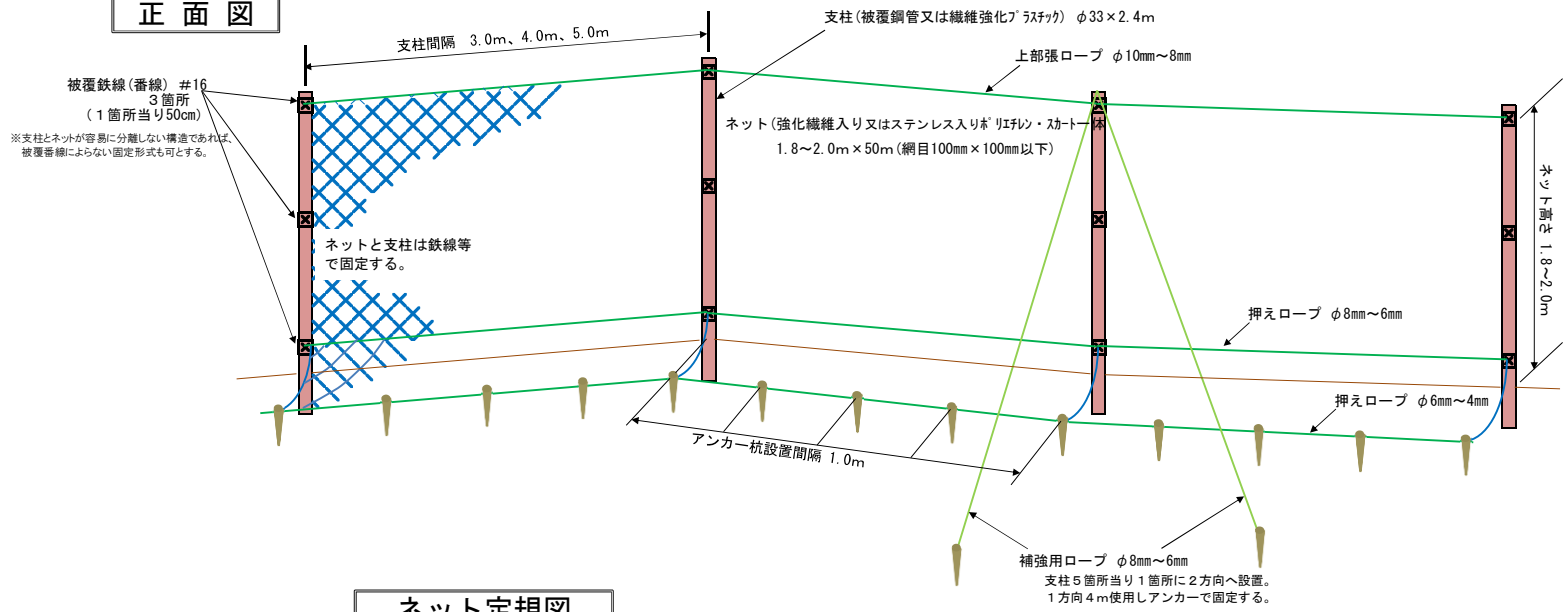 正 面 図
支柱間隔 3.0m、4.0m、5.0m
支柱(被覆鋼管又は繊維強化ﾌﾟﾗｽﾁｯｸ) φ33×2.4m
上部張ロープ φ10mm～8mm
被覆鉄線(番線) #16
３箇所
(１箇所当り50cm)
※支柱とネットが容易に分離しない構造であれば、
被覆番線によらない固定形式も可とする。
ネット(強化繊維入り又はステンレス入りﾎﾟﾘｴﾁﾚﾝ・ｽｶｰﾄ一体
1.8～2.0m×50m(網目100mm×100mm以下)
ネット高さ 1.8～2.0m
ネットと支柱は鉄線等
で固定する。
押えロープ φ8mm～6mm
押えロープ φ6mm～4mm
アンカー杭設置間隔 1.0m
補強用ロープ φ8mm～6mm
支柱５箇所当り１箇所に２方向へ設置。
１方向４m使用しアンカーで固定する。
ネット定規図